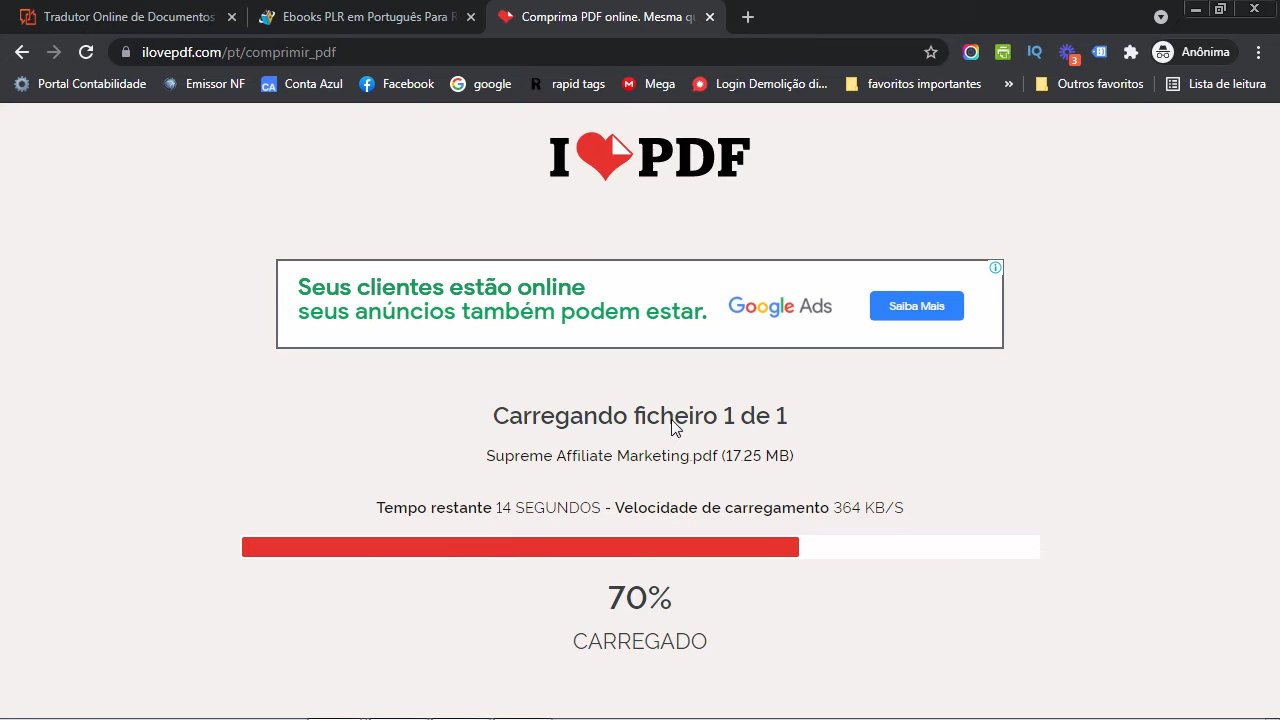 Tradutor Online de Documentos
Ebooks PLR em Português Para R
Comprima PDF online. Mesma qu
ilovepdf.com/pt/comprimir_pdf
IQ
3
Anônima
Portal Contabilidade
Emissor NF
CA
Conta Azul
Facebook
google
R
rapid tags
M
Mega
Login Demolição di...
favoritos importantes
»
Outros favoritos
Lista de leitura
I PDF
Seus clientes estão online
seus anúncios também podem estar.
Google Ads
Saiba Mais
Carregando ficheiro 1 de 1
Supreme Affiliate Marketing.pdf (17.25 MB)
Tempo restante 14 SEGUNDOS - Velocidade de carregamento 364 KB/S
70%
CARREGADO